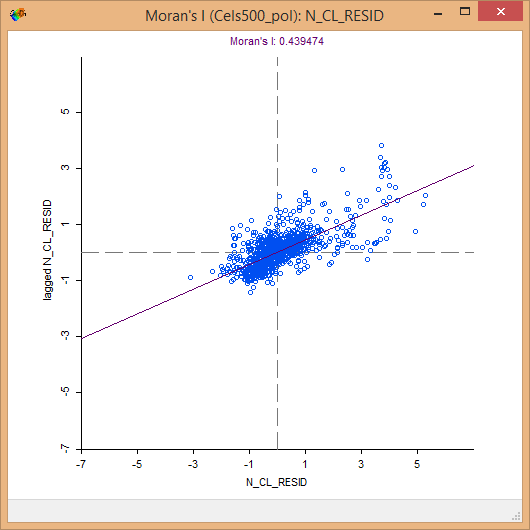 Moran's I (Cels500_pol): N_CL_RESID
Moran's I: 0.439474
lagged N_CL_RESID
5
3
1
-1
-3
-5
-7
-7 -5 -3 -1 1 3 5
N_CL_RESID